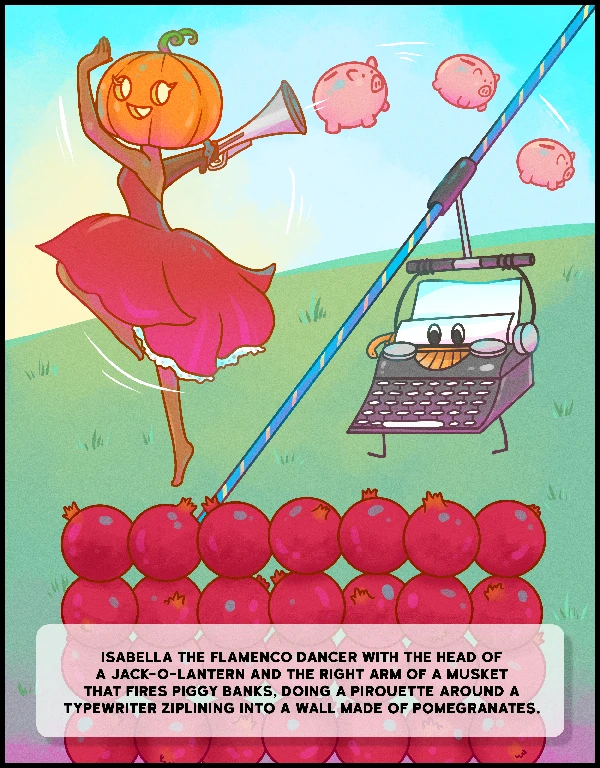 ISABELLA THE FLAMENCO DANCER WITH THE HEAD OF
A JACK-O-LANTERN AND THE RIGHT ARM OF A MUSKET
THAT FIRES PIGGY BANKS, DOING A PIROUETTE AROUND A
TYPEWRITER ZIPLINING INTO A WALL MADE OF POMEGRANATES.